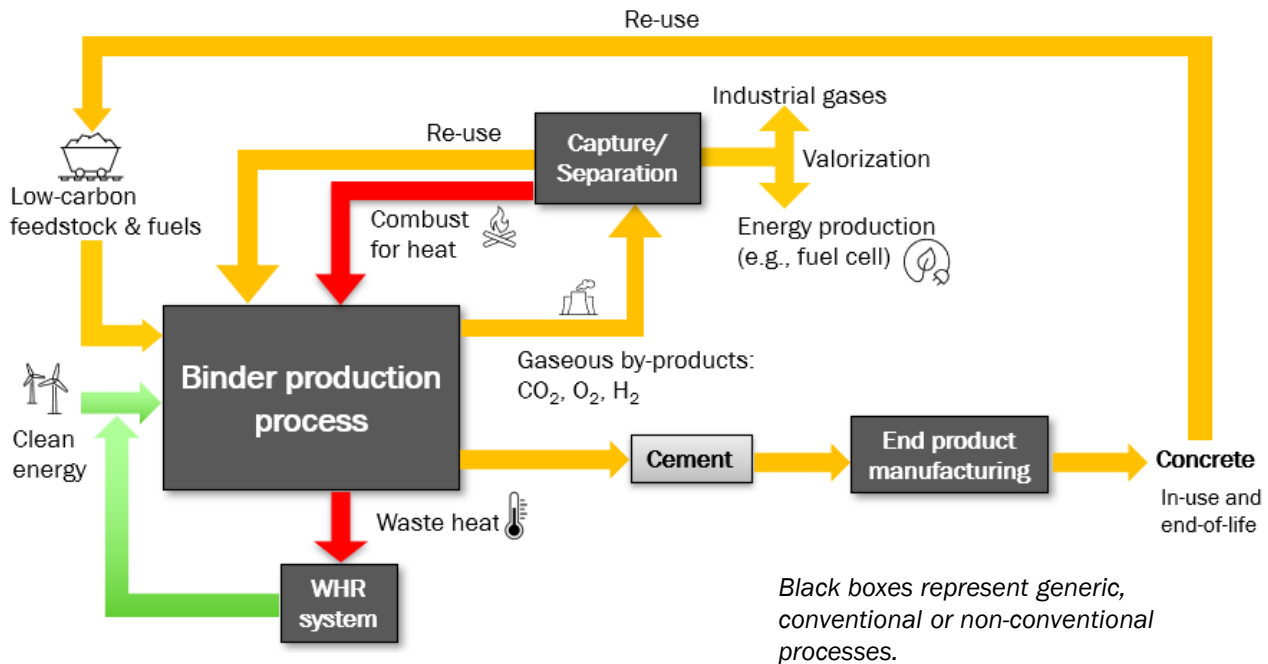 Re-use
Industrial gases
Re-use
Capture/
Separation
Valorization
Low-carbon
feedstock & fuels
Combust
for heat
Energy production
(e.g., fuel cell)
Binder production
process
Gaseous by-products:
CO₂, O₂, H₂
Clean
energy
Cement
End product
manufacturing
Concrete
In-use and
end-of-life
Waste heat
WHR
system
Black boxes represent generic,
conventional or non-conventional
processes.